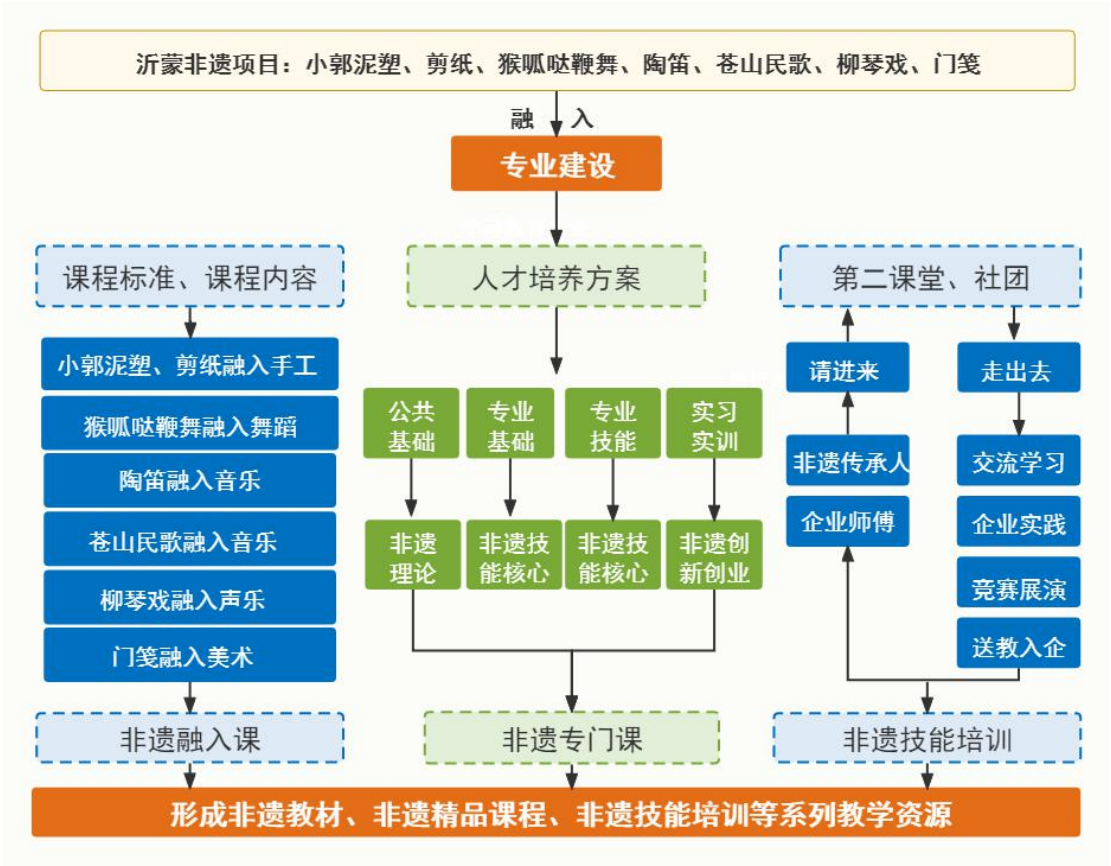 沂蒙非遗项目：小郭泥塑、剪纸、猴呱哒鞭舞、陶笛、苍山民歌、柳琴戏、门笺
融 入
专业建设
课程标准、课程内容
小郭泥塑、剪纸融入手工
猴呱哒鞭舞融入舞蹈
陶笛融入音乐
苍山民歌融入音乐
柳琴戏融入声乐
门笺融入美术
非遗融入课
人才培养方案
公共
基础
专业
基础
专业
技能
实习
实训
非遗
理论
非遗技
能核心
非遗技
能核心
非遗创
新创业
非遗专门课
第二课堂、社团
请进来
非遗传承人
企业师傅
走出去
交流学习
企业实践
竞赛展演
送教入企
非遗技能培训
形成非遗教材、非遗精品课程、非遗技能培训等系列教学资源